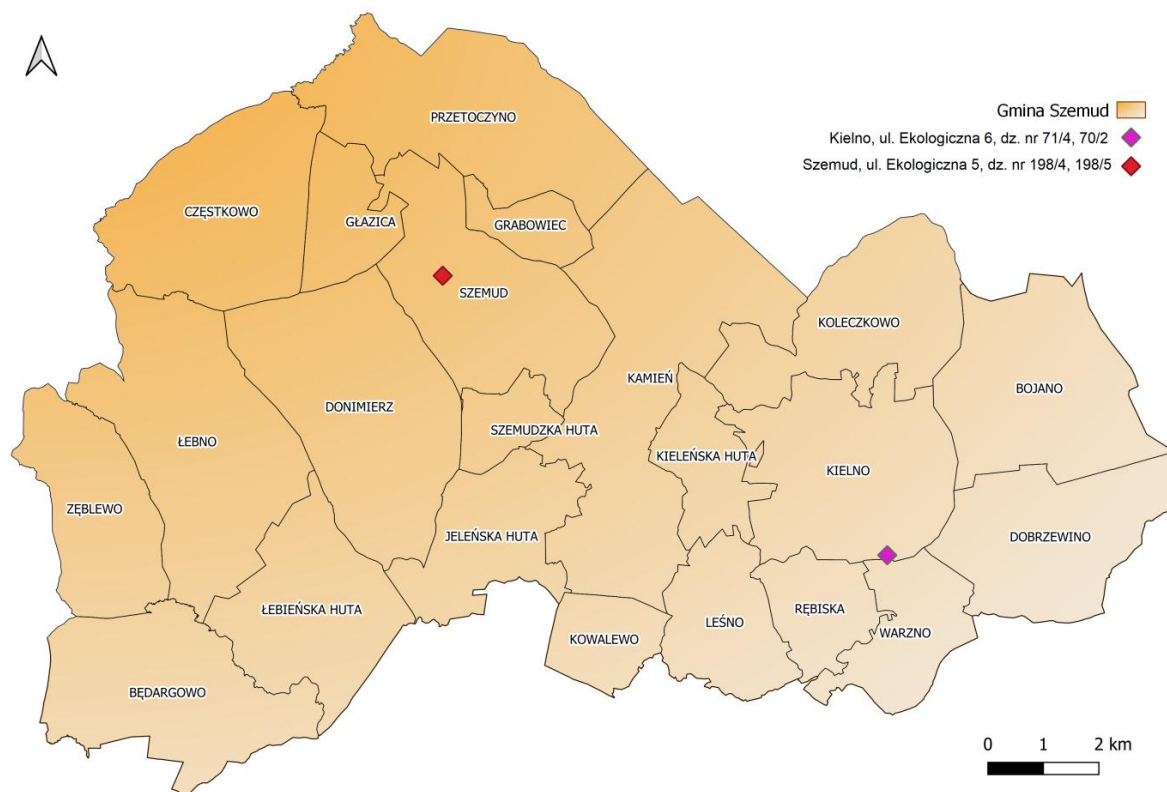 PRZETOCZYNO
Gmina Szemud
Kielno, ul. Ekologiczna 6, dz. nr 71/4, 70/2
Szemud, ul. Ekologiczna 5, dz. nr 198/4, 198/5
CZĘSTKOWO
GŁAZICA
GRABOWIEC
SZEMUD
KOLECZKOWO
KAMIEŃ
BOJANO
DONIMIERZ
SZEMUDZKA HUTA
ŁEBNO
KIELEŃSKA HUTA
KIELNO
ZĘBLEWO
JELEŃSKA HUTA
DOBRZEWINO
ŁEBIEŃSKA HUTA
RĘBISKA
LEŚNO
WARZNO
KOWALEWO
BĘDARGOWO
0 1 2 km